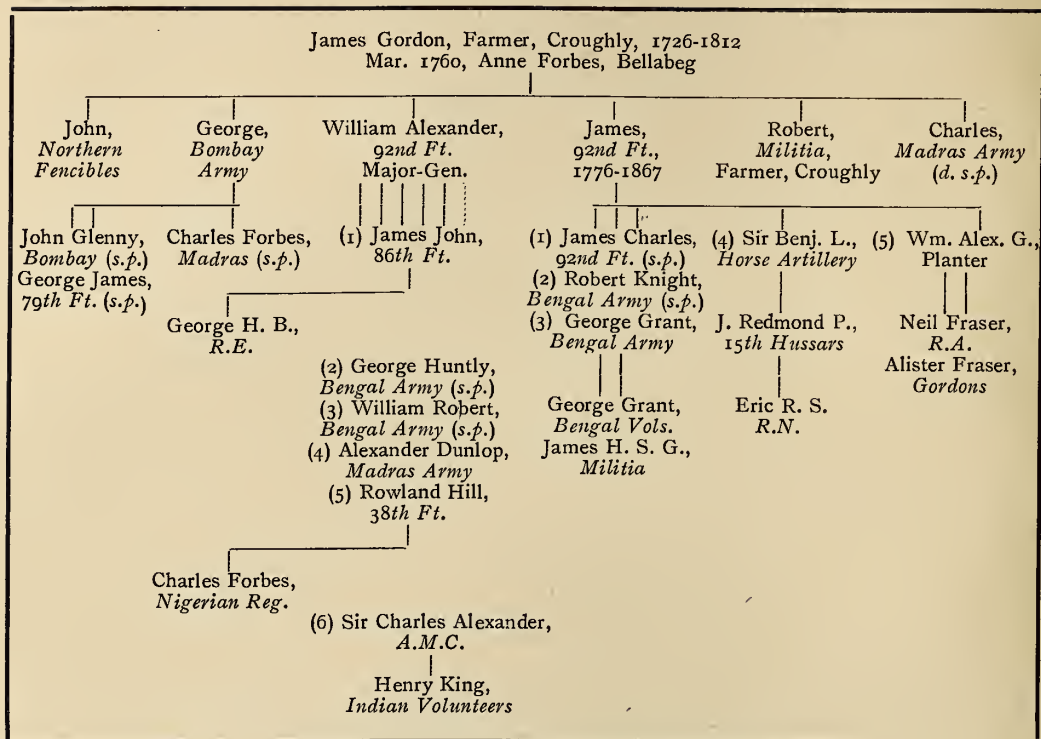 James Gordon, Farmer, Croughly, 1726-1812
Mar. 1760, Anne Forbes, Bellabeg
John,
Northern
Fencibles
George,
Bombay
Army
William Alexander,
92nd Ft.
Major-Gen.
James,
92nd Ft.,
1776-1867
Robert,
Militia,
Farmer, Croughly
Charles,
Madras Army
(d. s.p.)
John Glenny,
Bombay (s.p.)
George James,
79th Ft. (s.p.)
Charles Forbes,
Madras (s.p.)
(1) James John,
86th Ft.
George H. B.,
R.E.
(2) George Huntly,
Bengal Army (s.p.)
(3) William Robert,
Bengal Army (s.p.)
(4) Alexander Dunlop,
Madras Army
(5) Rowland Hill,
38th Ft.
Charles Forbes,
Nigerian Reg.
(6) Sir Charles Alexander,
A.M.C.
Henry King,
Indian Volunteers
(1) James Charles,
92nd Ft. (s.p.)
(2) Robert Knight,
Bengal Army (s.p.)
(3) George Grant,
Bengal Army
George Grant,
Bengal Vols.
James H. S. G.,
Militia
(4) Sir Benj. L.,
Horse Artillery
J. Redmond P.,
15th Hussars
Eric R. S.
R.N.
(5) Wm. Alex. G.,
Planter
Neil Fraser,
R.A.
Alister Fraser,
Gordons